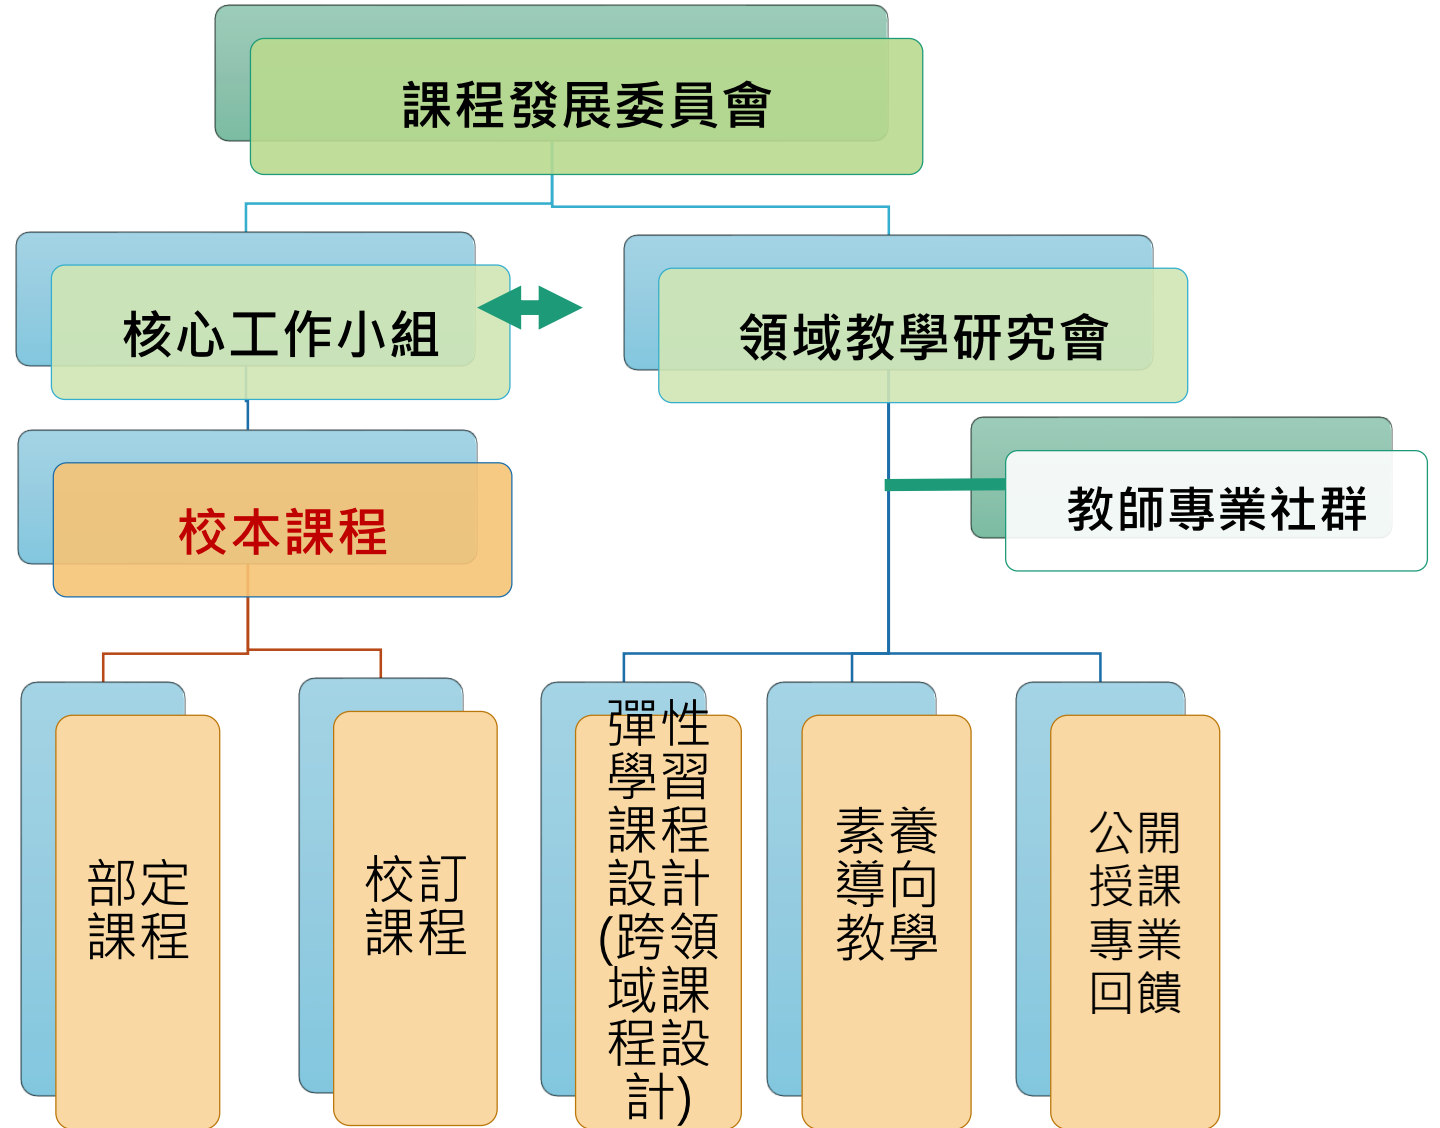 課程發展委員會
核心工作小組
領域教學研究會
校本課程
教師專業社群
部定
課程
校訂
課程
彈性
學習
課程
設計
(跨領
域課
程設
計)
素養
導向
教學
公開
授課
專業
回饋